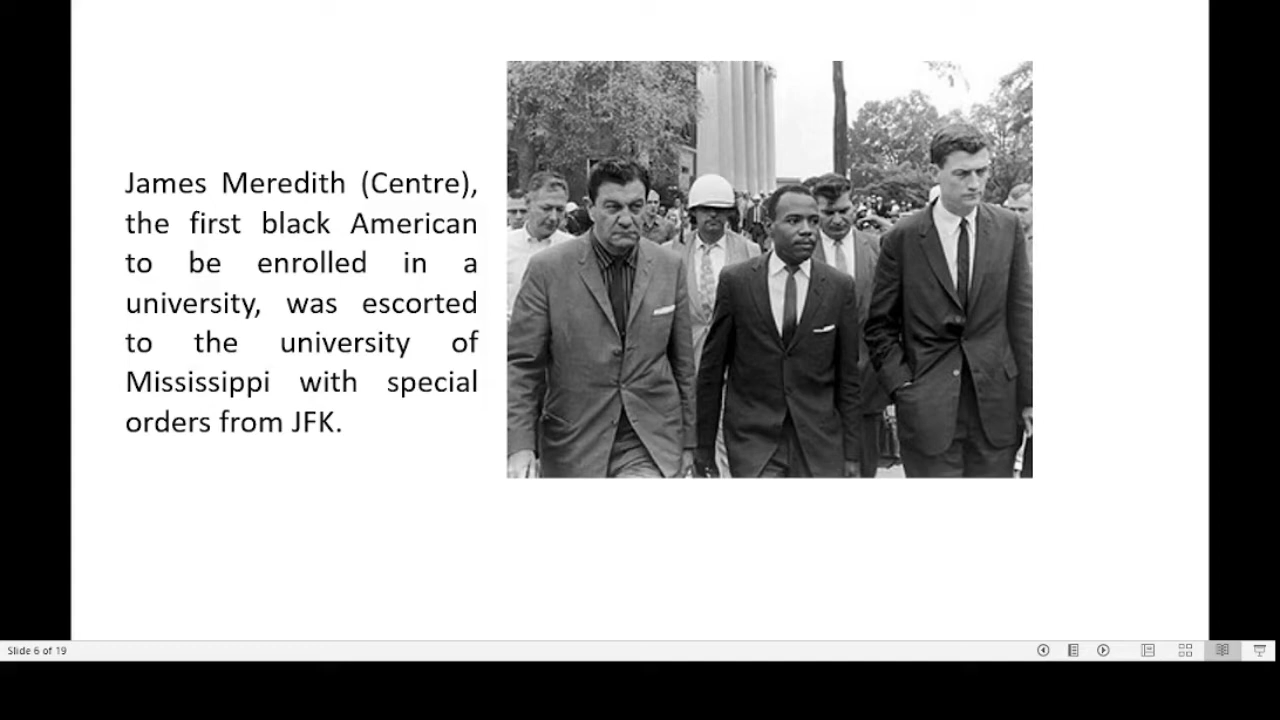 James Meredith (Centre),
the first black American
to be enrolled in a
university, was escorted
to the university of
Mississippi with special
orders from JFK.
Slide 6 of 19